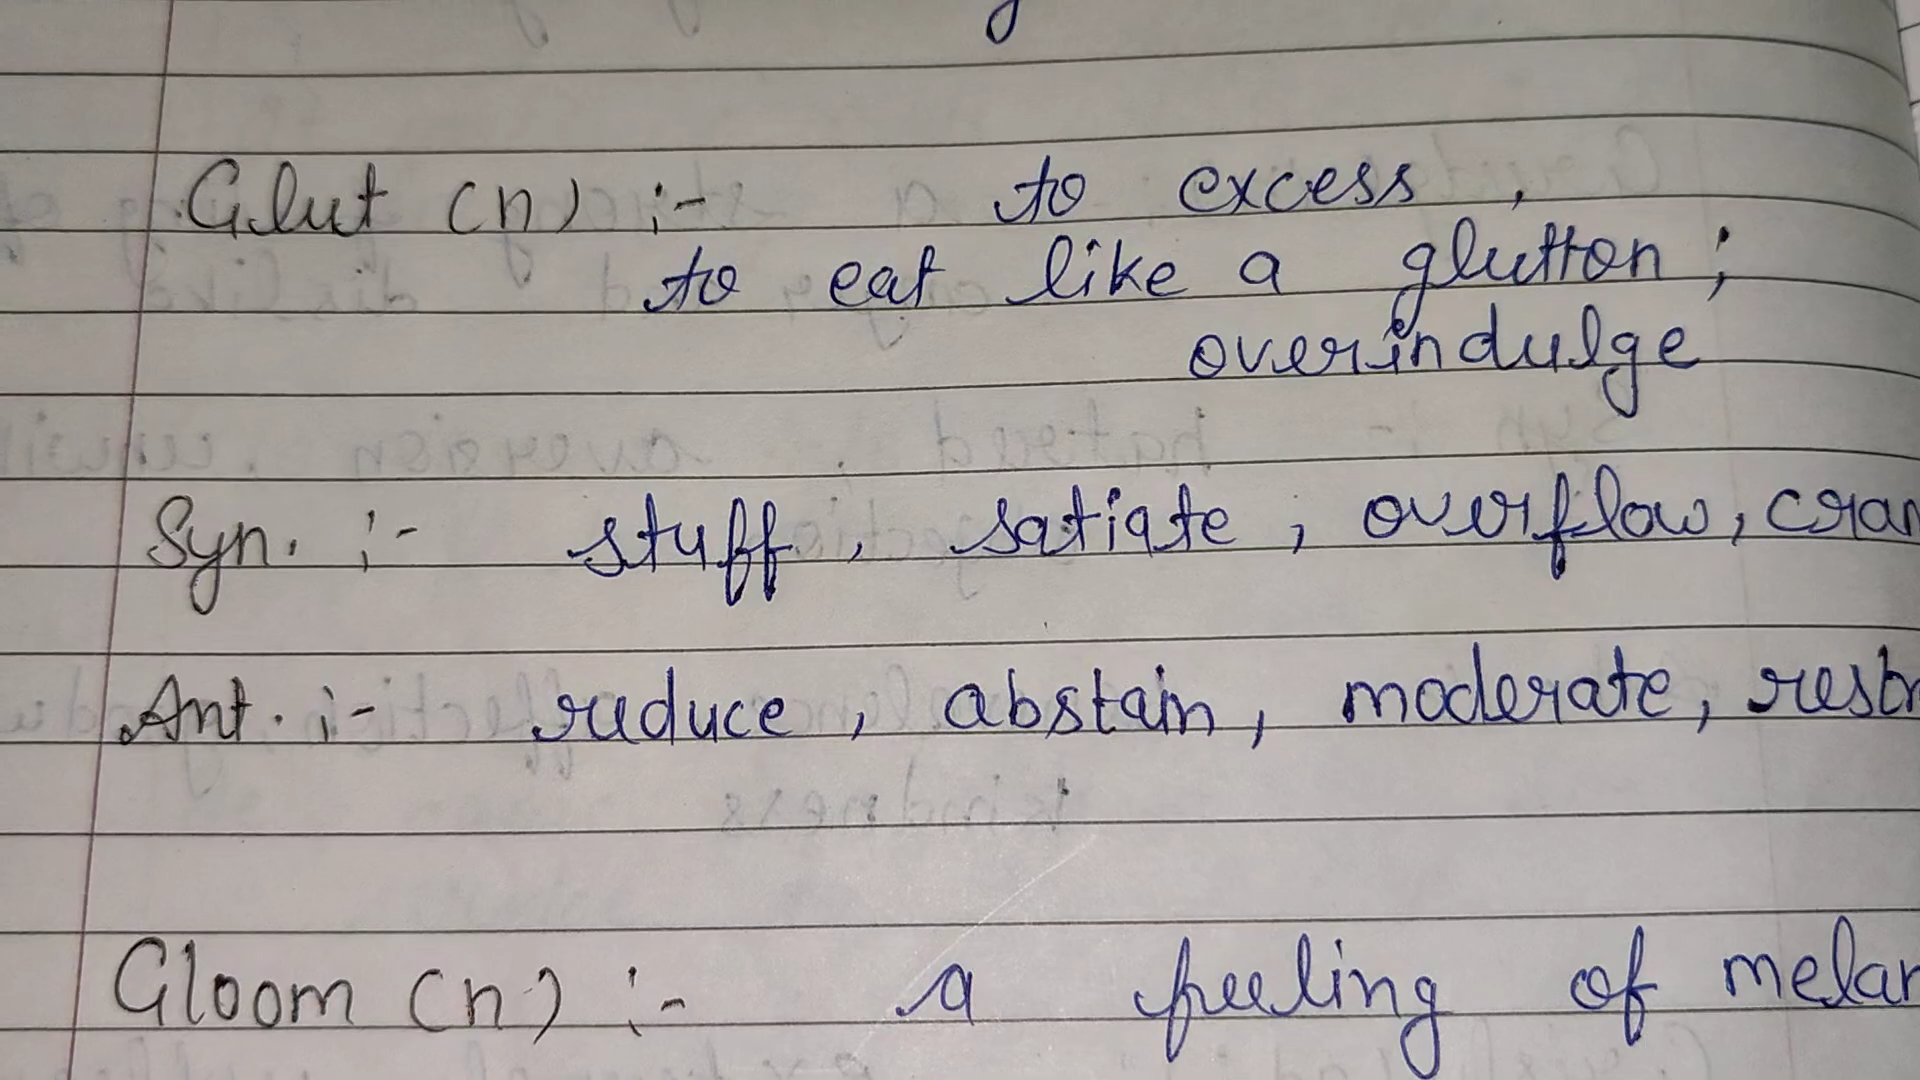 Glut (n) :- to excess,
to eat like a glutton;
overindulge
Syn. :- stuff, satiate, overflow,
Ant. :- reduce, abstain, moderate,
Gloom (n) :- a feeling of